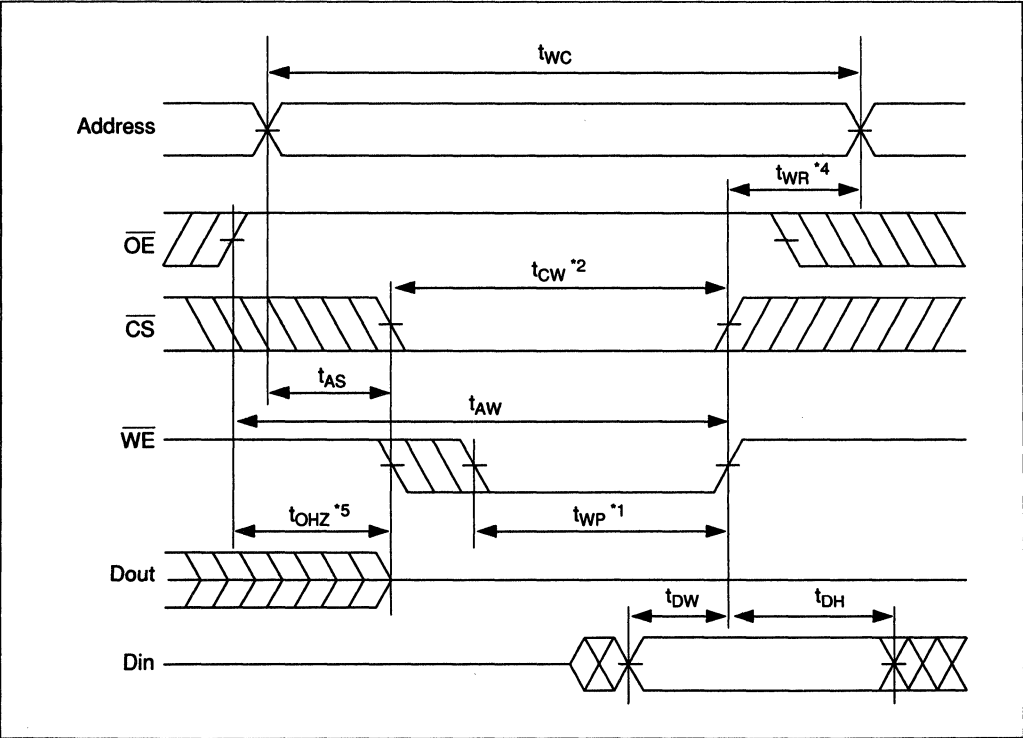 tWC
Address
tWR *4
OE
tCW *2
CS
tAS
tAW
WE
tOHZ *5
tWP *1
Dout
tDW
tDH
Din